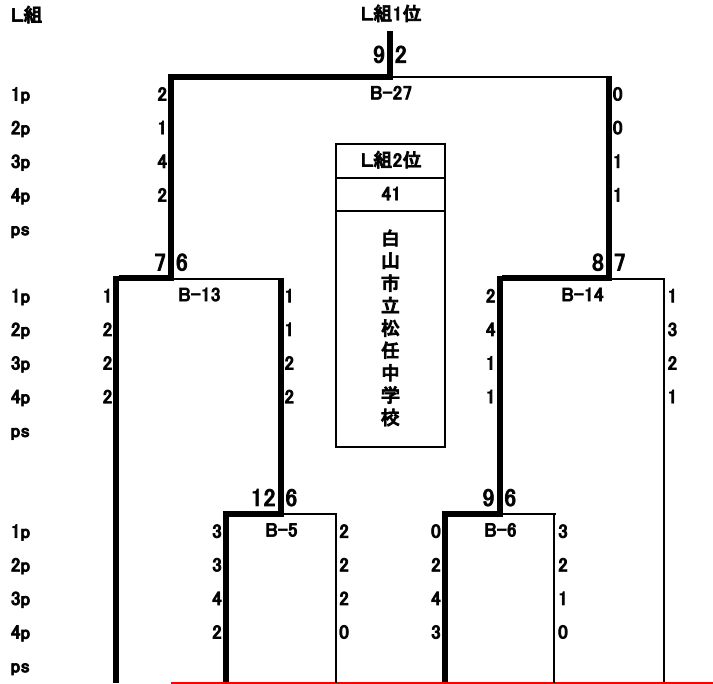 L組 L組1位
9 2
B-27
1p 2 0
2p 1 0
3p 4 1
4p 2 1
ps
L組2位
41
白山市立松任中学校
7 6 8 7
B-13 B-14
1p 1 1 2 1
2p 2 1 4 3
3p 2 2 1 2
4p 2 2 1 1
ps
12 6 9 6
B-5 B-6
1p 3 2 0 3
2p 3 2 2 2
3p 4 2 4 1
4p 2 0 3 0
ps